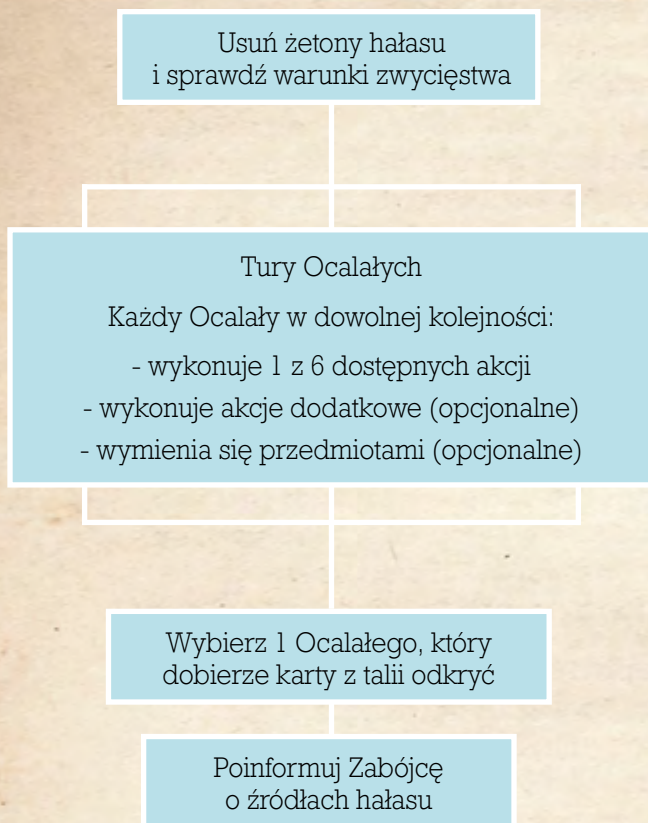 Usuń żetony hałasu
i sprawdź warunki zwycięstwa
Tury Ocalałych
Każdy Ocalały w dowolnej kolejności:
- wykonuje 1 z 6 dostępnych akcji
- wykonuje akcje dodatkowe (opcjonalne)
- wymienia się przedmiotami (opcjonalne)
Wybierz 1 Ocalałego, który
dobierze karty z talii odkryć
Poinformuj Zabójcę
o źródłach hałasu